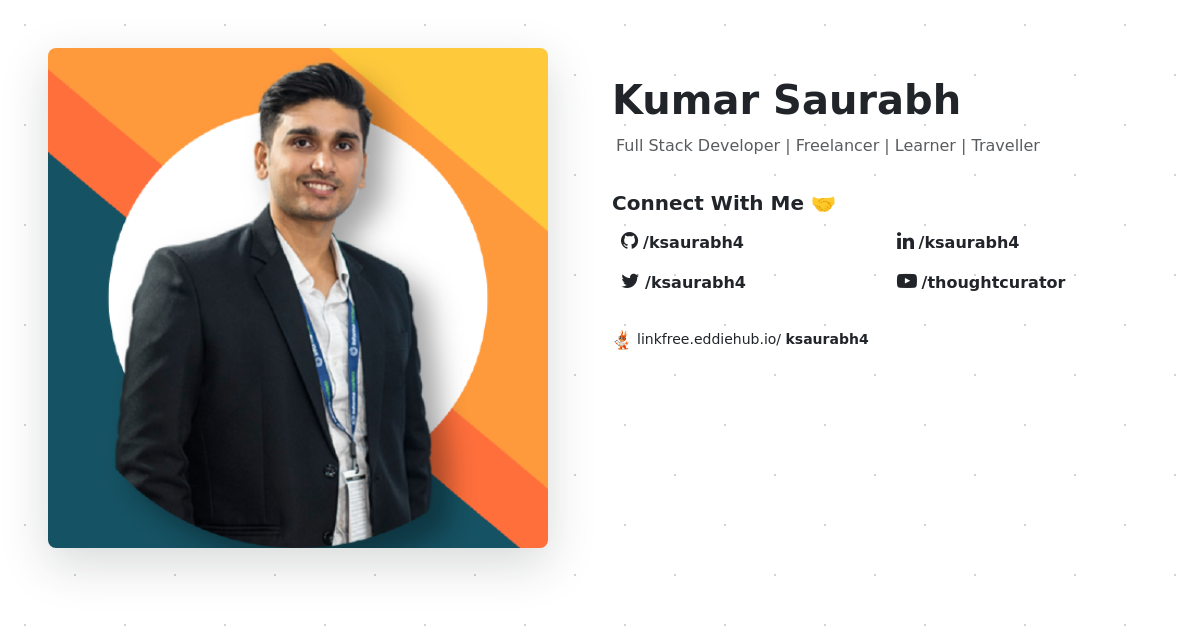 Kumar Saurabh
Full Stack Developer | Freelancer | Learner | Traveller
Connect With Me 🤝
/ksaurabh4
/ksaurabh4
/ksaurabh4
/thoughtcurator
linkfree.eddiehub.io/ ksaurabh4